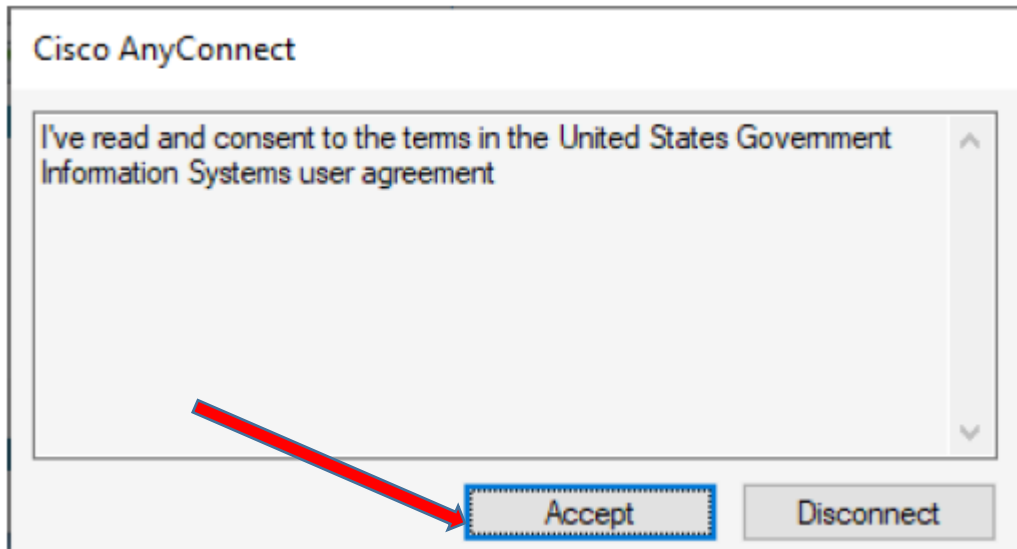 Cisco AnyConnect
I've read and consent to the terms in the United States Government
Information Systems user agreement
Accept
Disconnect